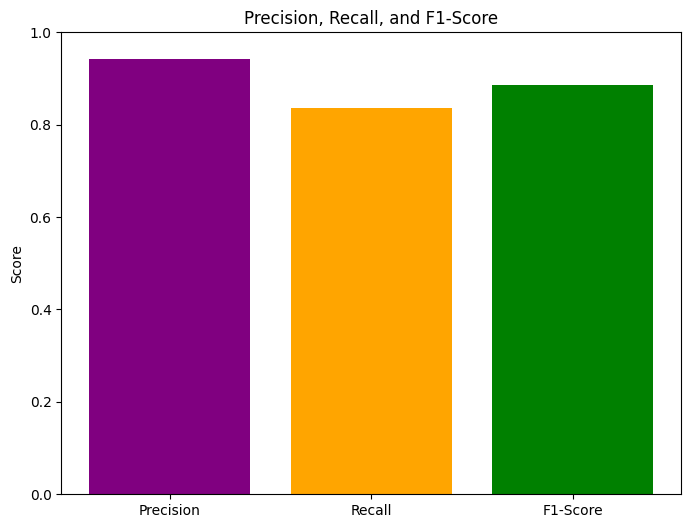 Precision, Recall, and F1-Score
1.0
0.8
0.6
0.4
0.2
0.0
Score
Precision
Recall
F1-Score